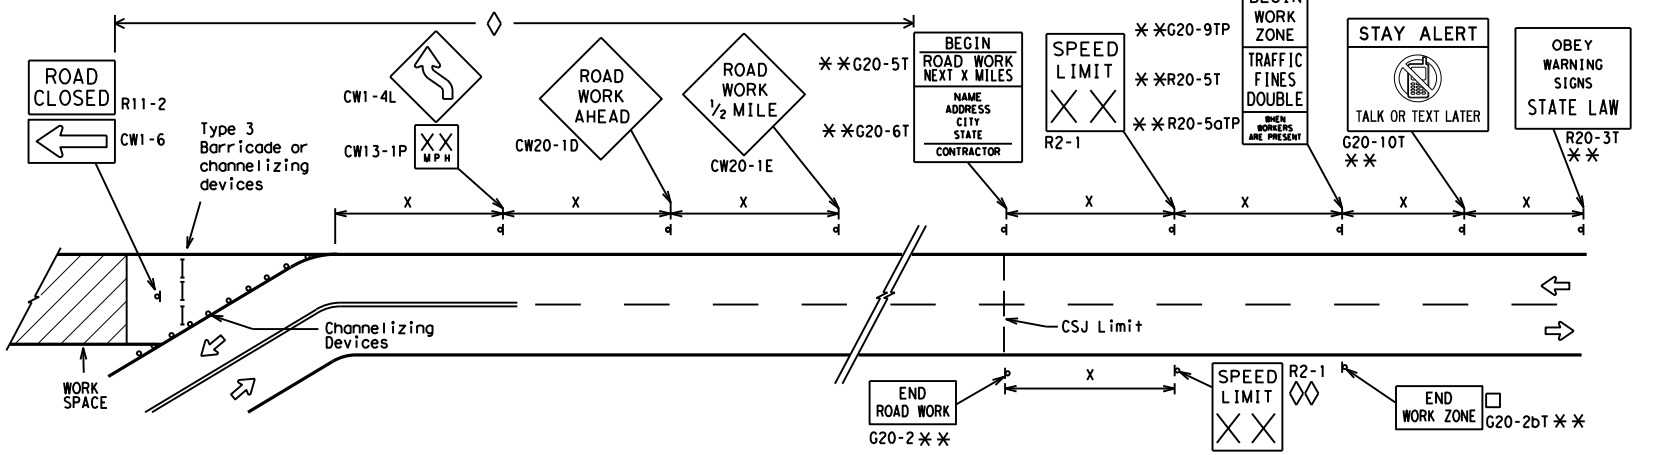 ROAD
CLOSED
R11-2
CW1-6
Type 3
Barricade or
channelizing
devices
CW1-4L
XX
MPH
CW13-1P
ROAD
WORK
AHEAD
CW20-1D
ROAD
WORK
1/2 MILE
CW20-1E
BEGIN
ROAD WORK
NEXT X MILES
**G20-5T
NAME
ADDRESS
CITY
STATE
CONTRACTOR
**G20-6T
SPEED
LIMIT
XX
R2-1
BEGIN
WORK
ZONE
**G20-9TP
TRAFFIC
FINES
DOUBLE
**R20-5T
WHEN
WORKERS
ARE PRESENT
**R20-5aTP
STAY ALERT
TALK OR TEXT LATER
G20-10T
**
OBEY
WARNING
SIGNS
STATE LAW
R20-3T
**
X
X
X
X
X
X
X
Channelizing
Devices
CSJ Limit
WORK
SPACE
END
ROAD WORK
G20-2 **
X
SPEED
LIMIT
XX
R2-1
END
WORK ZONE
G20-2bT **